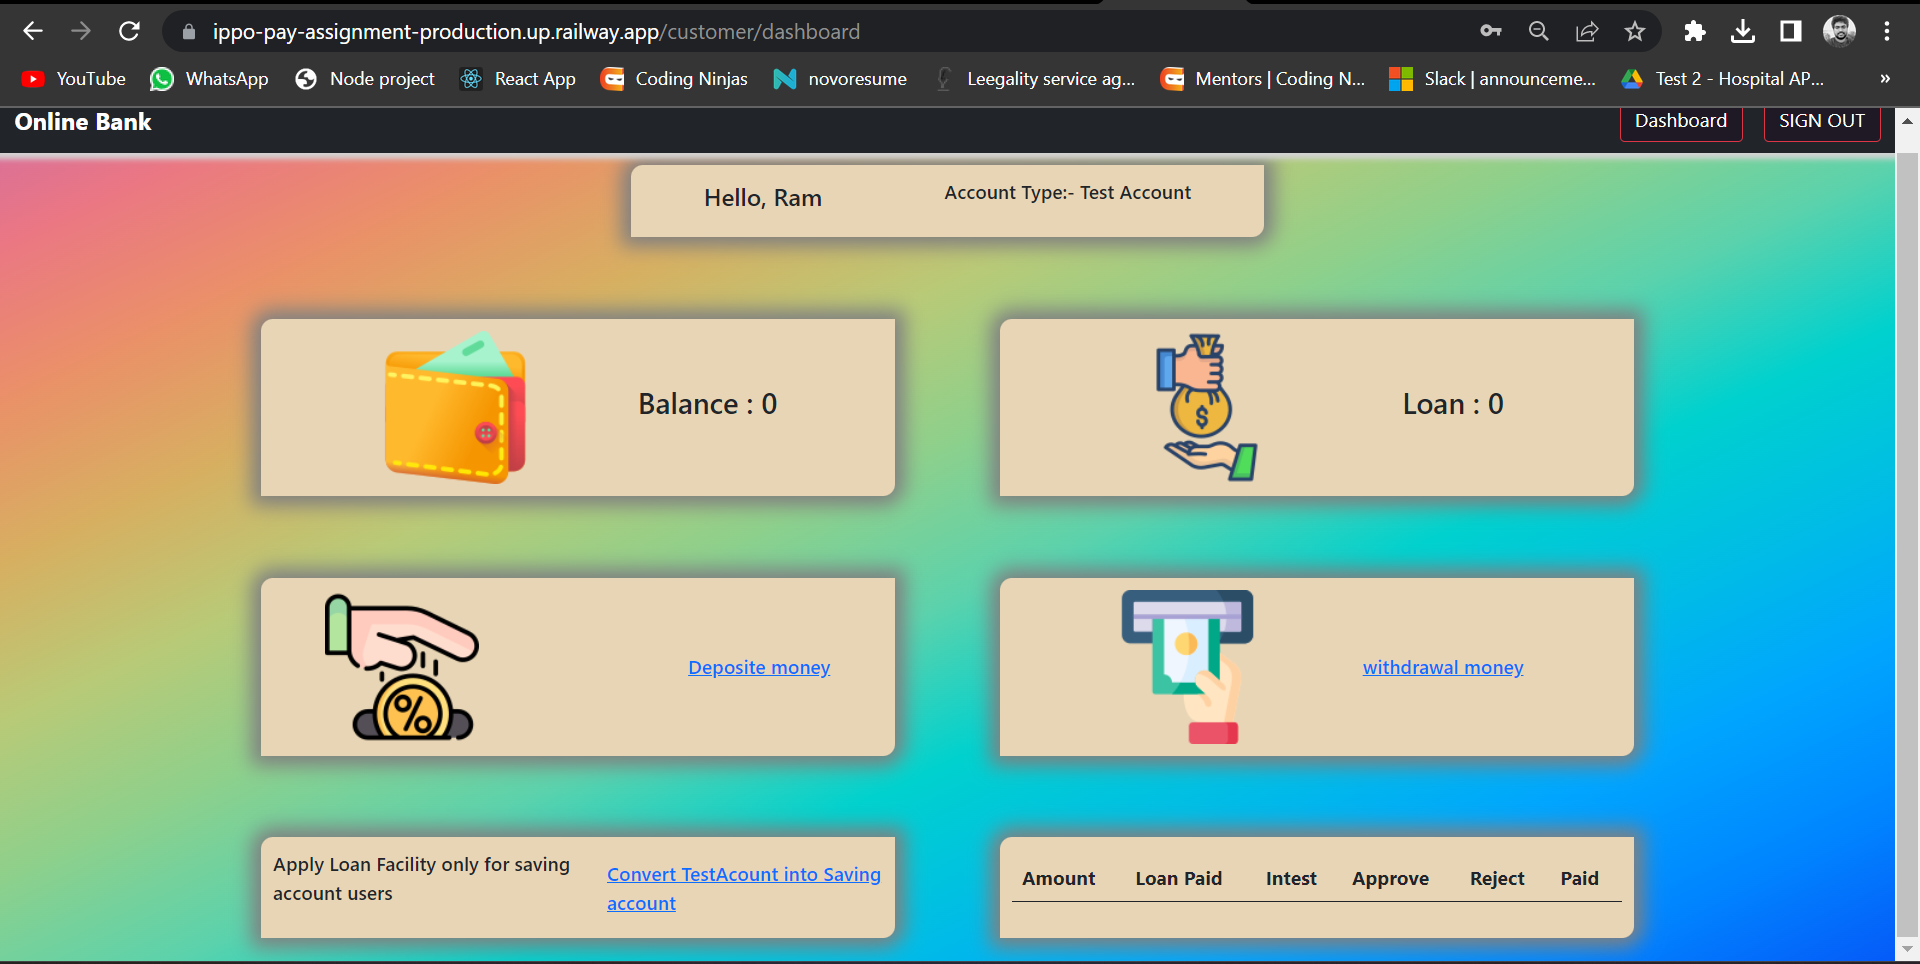 ippo-pay-assignment-production.up.railway.app/customer/dashboard
YouTube WhatsApp Node project React App Coding Ninjas novoresume Leegality service ag... Mentors | Coding N... Slack | announceme... Test 2 - Hospital AP... »
Online Bank Dashboard SIGN OUT
Hello, Ram Account Type:- Test Account
Balance : 0 Loan : 0
$
Deposite money withdrawal money
%
Apply Loan Facility only for saving
account users
Convert TestAcount into Saving
account
Amount Loan Paid Intest Approve Reject Paid